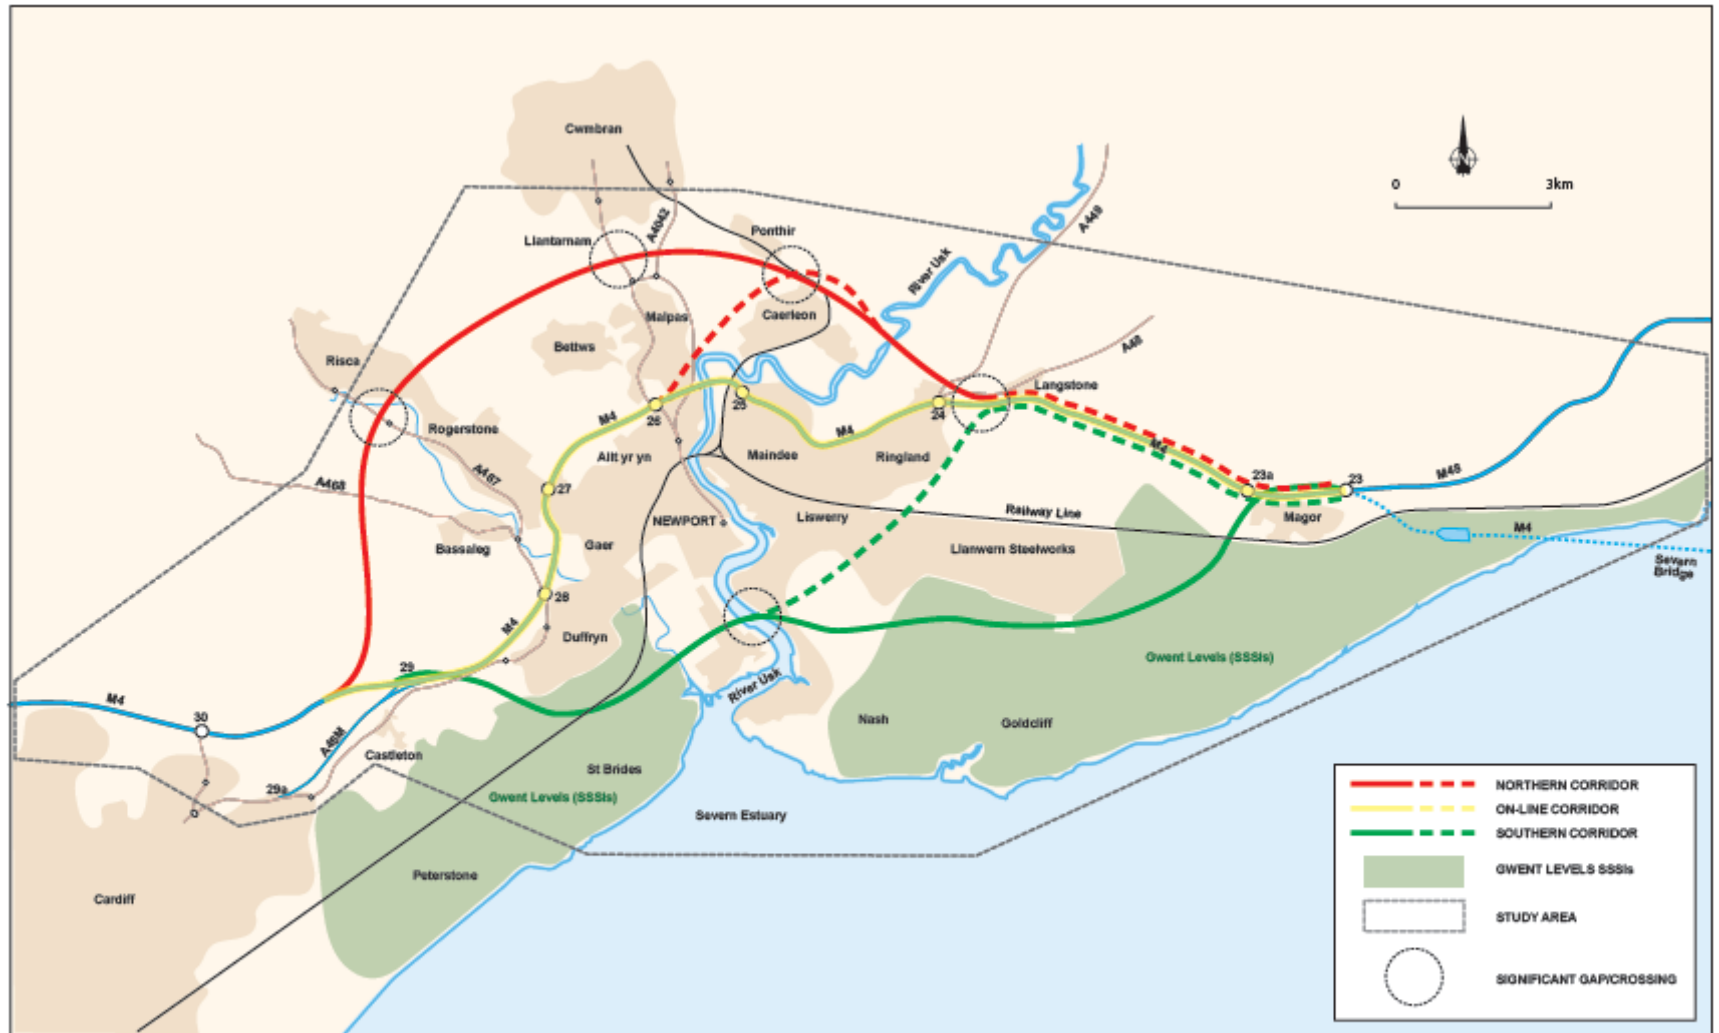 Cwmbran
N
0 3km
Llantarnam
A4042
Ponthir
River Usk
A449
Malpas
Caerleon
Bettws
A48
Risca
Langstone
Rogerstone
M4
26
25
24
M4
Allt yr yn
Maindee
Ringland
M4
23a
23
M48
A468
A467
27
NEWPORT
Liswerry
Railway Line
Magor
M4
Bassaleg
Gaer
Llanwern Steelworks
Severn
Bridge
28
M4
Duffryn
29
Gwent Levels (SSSIs)
River Usk
M4
30
A48M
Castleton
Nash
Goldcliff
St Brides
29a
Gwent Levels (SSSIs)
Severn Estuary
Peterstone
Cardiff
NORTHERN CORRIDOR
ON-LINE CORRIDOR
SOUTHERN CORRIDOR
GWENT LEVELS SSSIs
STUDY AREA
SIGNIFICANT GAP/CROSSING